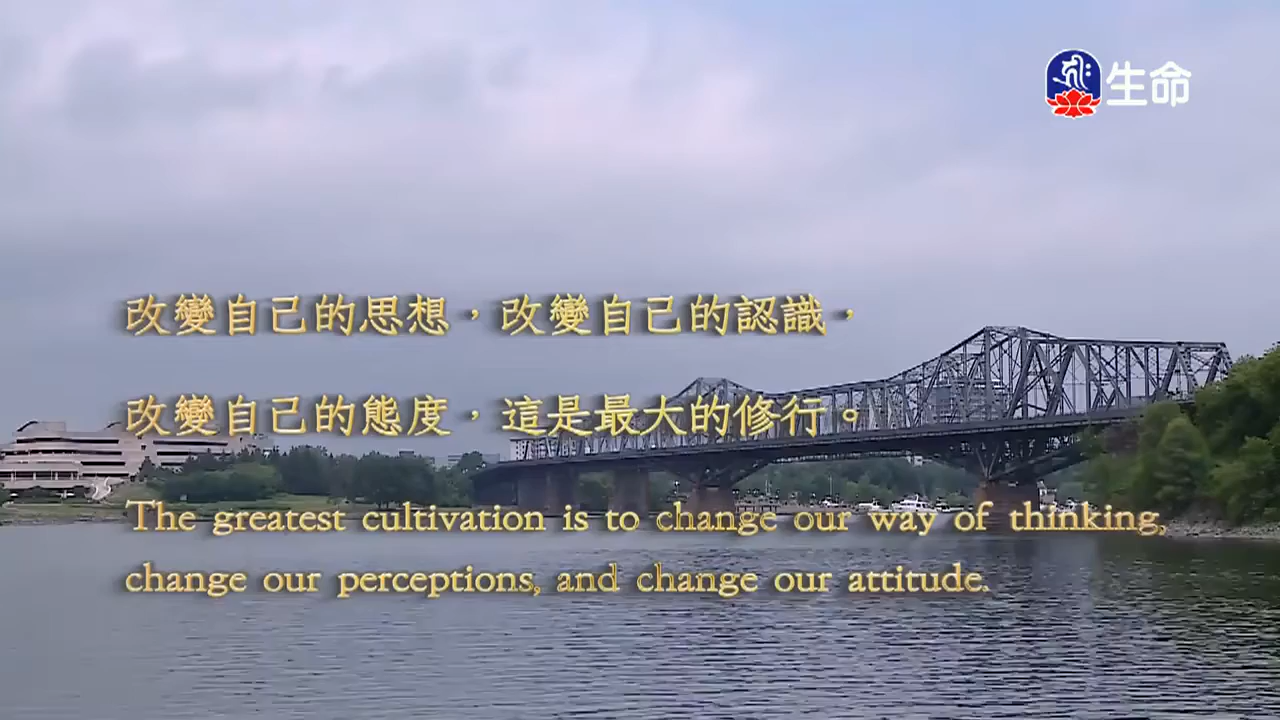 生命
改變自己的思想，改變自己的認識，
改變自己的態度，這是最大的修行。
The greatest cultivation is to change our way of thinking,
change our perceptions, and change our attitude.